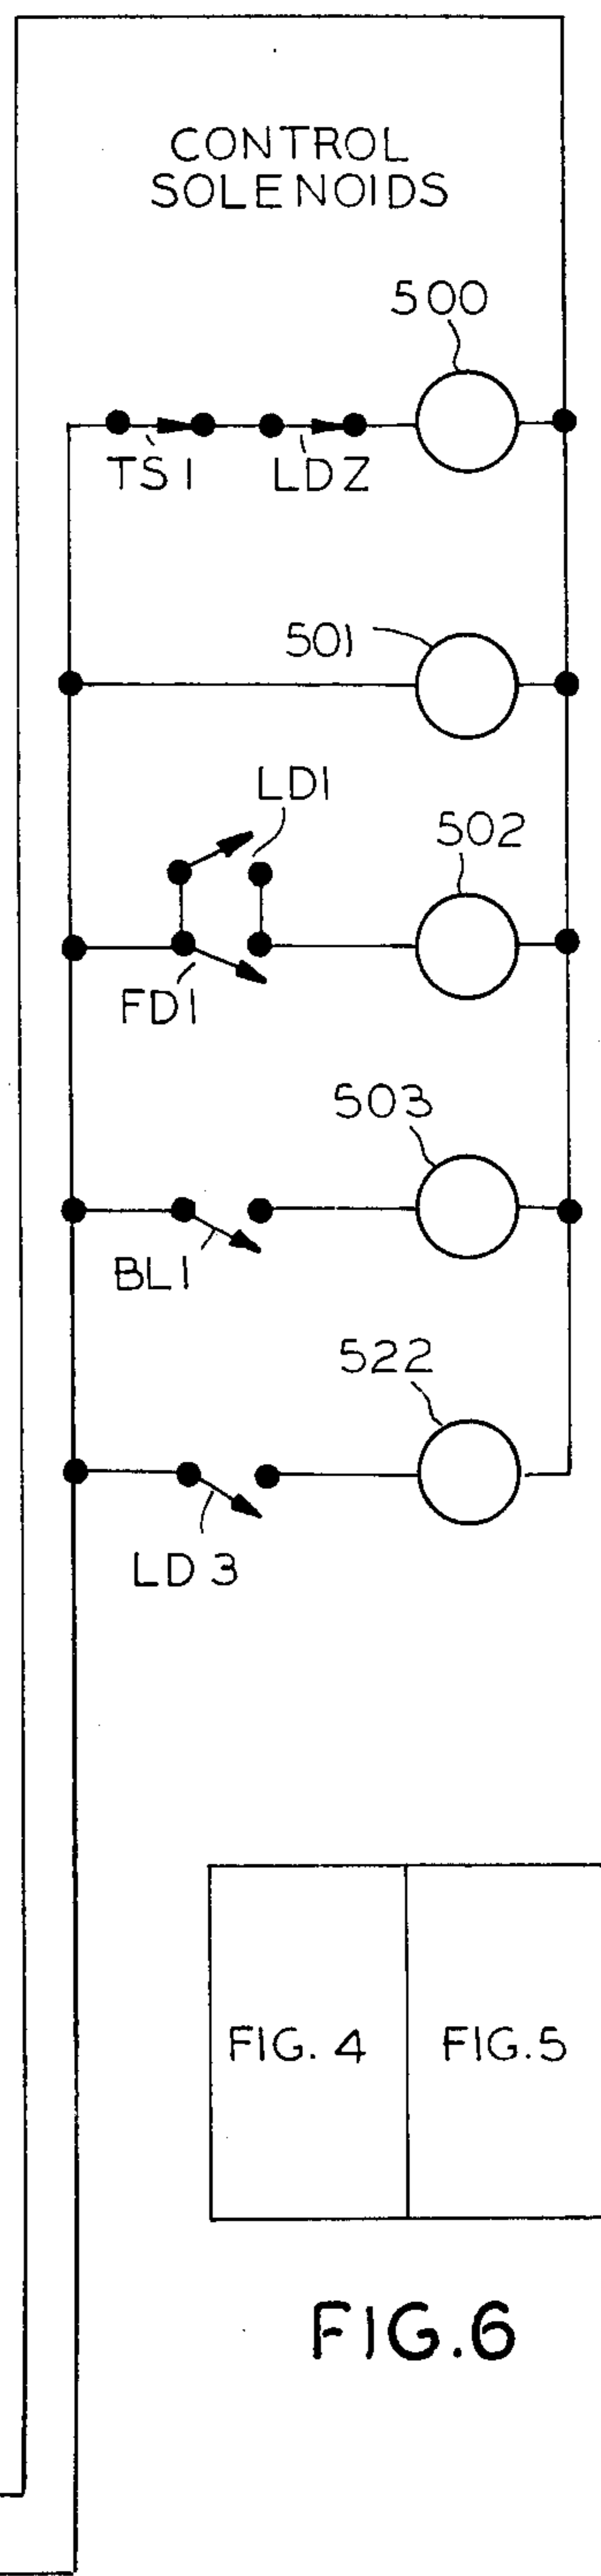 CONTROL
SOLENOIDS
500
TS1
LDZ
501
LD1
502
FD1
503
BL1
522
LD3
FIG. 4
FIG.5
FIG.6